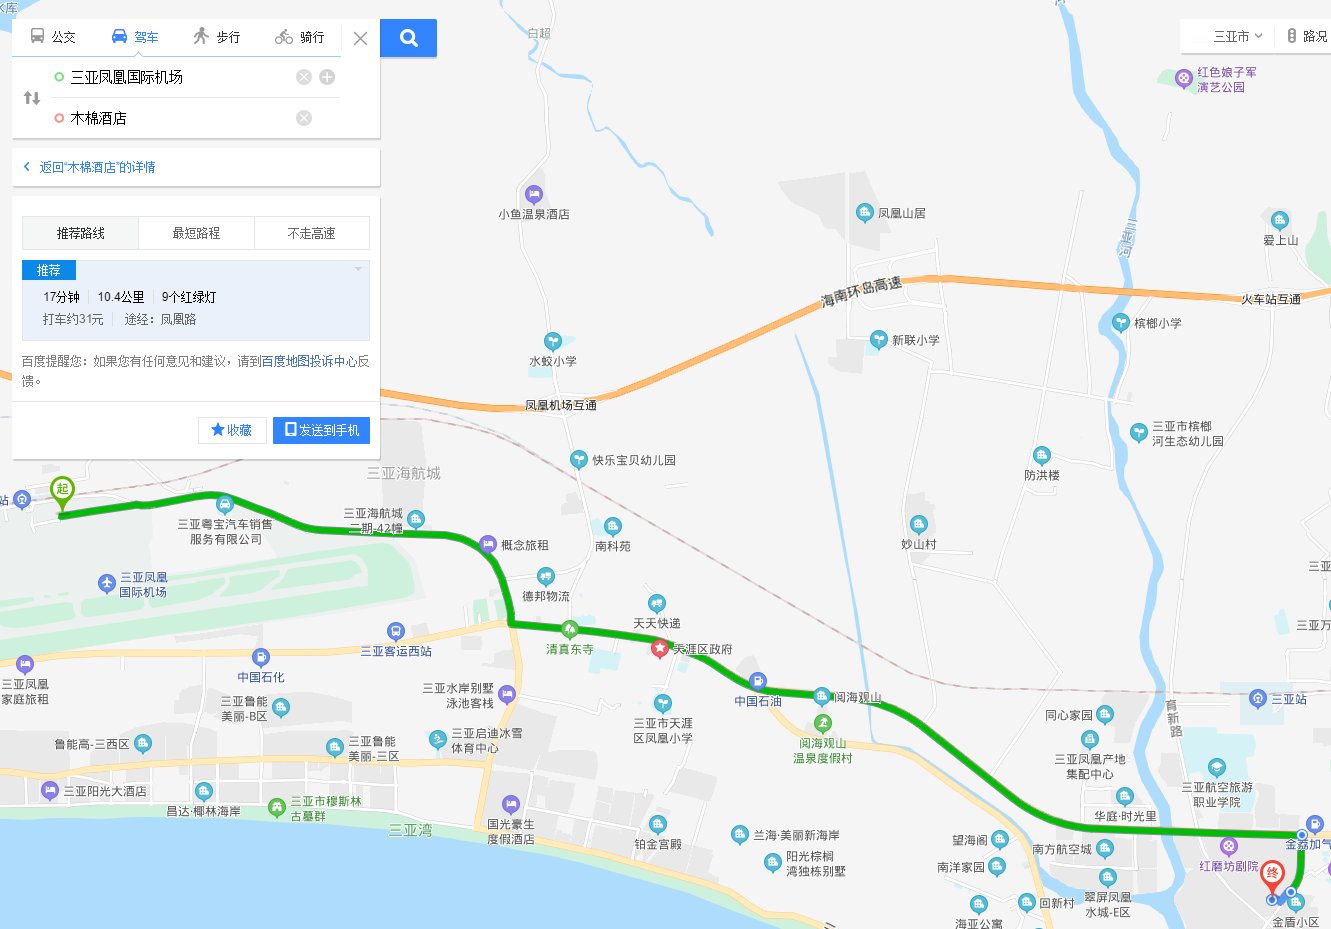 水库
公交
驾车
步行
骑行
三亚凤凰国际机场
木棉酒店
返回"木棉酒店"的详情
推荐路线
最短路程
不走高速
推荐
17分钟
10.4公里
9个红绿灯
打车约31元
途经：凤凰路
百度提醒您：如果您有任何意见和建议，请到百度地图投诉中心反
馈。
收藏
发送到手机
三亚市
路况
白超
红色娘子军
演艺公园
小鱼温泉酒店
凤凰山居
三亚河
爱上山
海南环岛高速
火车站互通
槟榔小学
水蛟小学
新联小学
凤凰机场互通
三亚市槟榔
河生态幼儿园
快乐宝贝幼儿园
防洪楼
三亚海航城
站
起
三亚粤宝汽车销售
服务有限公司
三亚海航城
二期-42幢
概念旅租
南科苑
妙山村
三亚凤凰
国际机场
德邦物流
天天快递
三亚
三亚万
清真东寺
天涯区政府
三亚客运西站
中国石化
三亚凤凰
家庭旅租
三亚水岸别墅
泳池客栈
中国石油
阅海观山
三亚站
三亚鲁能
美丽-B区
三亚市天涯
区凤凰小学
阅海观山
温泉度假村
同心家园
育新路
鲁能高-三西区
三亚鲁能
美丽-三区
三亚启迪冰雪
体育中心
三亚凤凰产地
集配中心
三亚航空旅游
职业学院
三亚阳光大酒店
昌达·椰林海岸
三亚市穆斯林
古墓群
三亚湾
国光豪生
度假酒店
铂金宫殿
兰海·美丽新海岸
阳光棕榈
湾独栋别墅
华庭·时光里
望海阁
南方航空城
金荔加气
南洋家园
红磨坊剧院
终
翠屏凤凰
水城-E区
回新村
海亚公寓
金盾小区